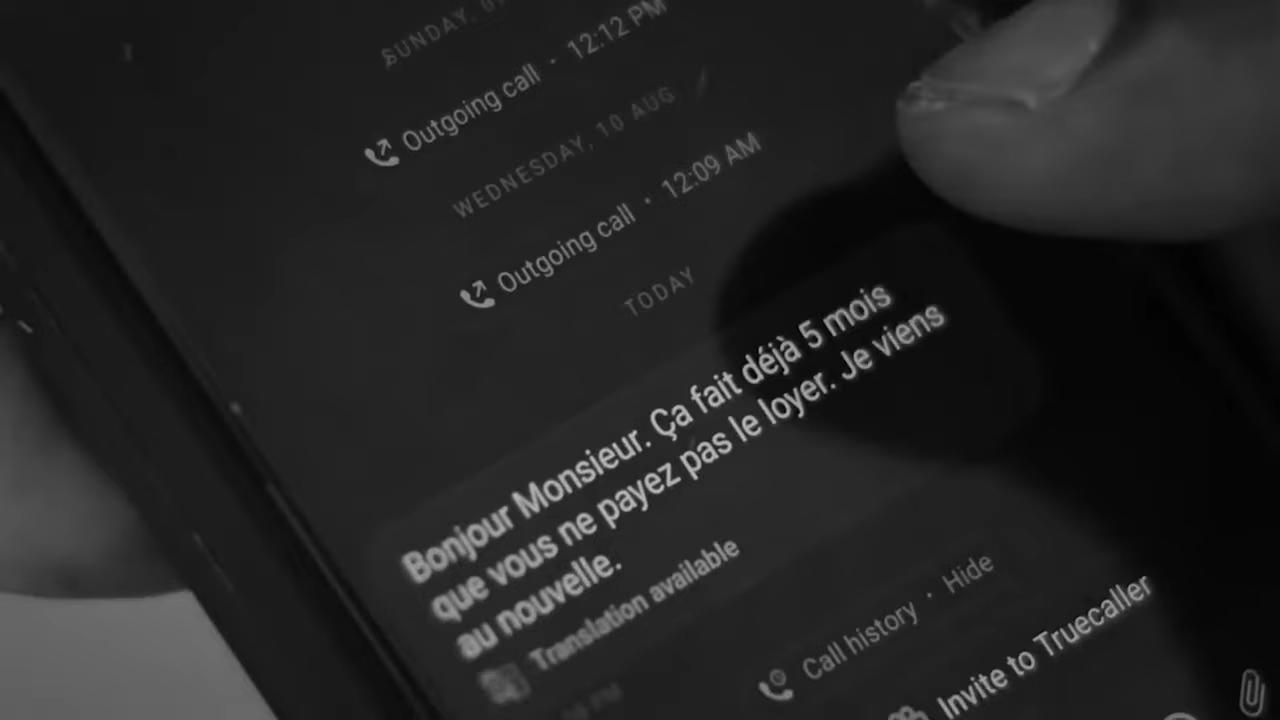 SUNDAY,
Outgoing call · 12:12 PM
WEDNESDAY, 10 AUG
Outgoing call · 12:09 AM
TODAY
Bonjour Monsieur. Ça fait déjà 5 mois
que vous ne payez pas le loyer. Je viens
au nouvelle.
Translation available
PM
Call history · Hide
Invite to Truecaller